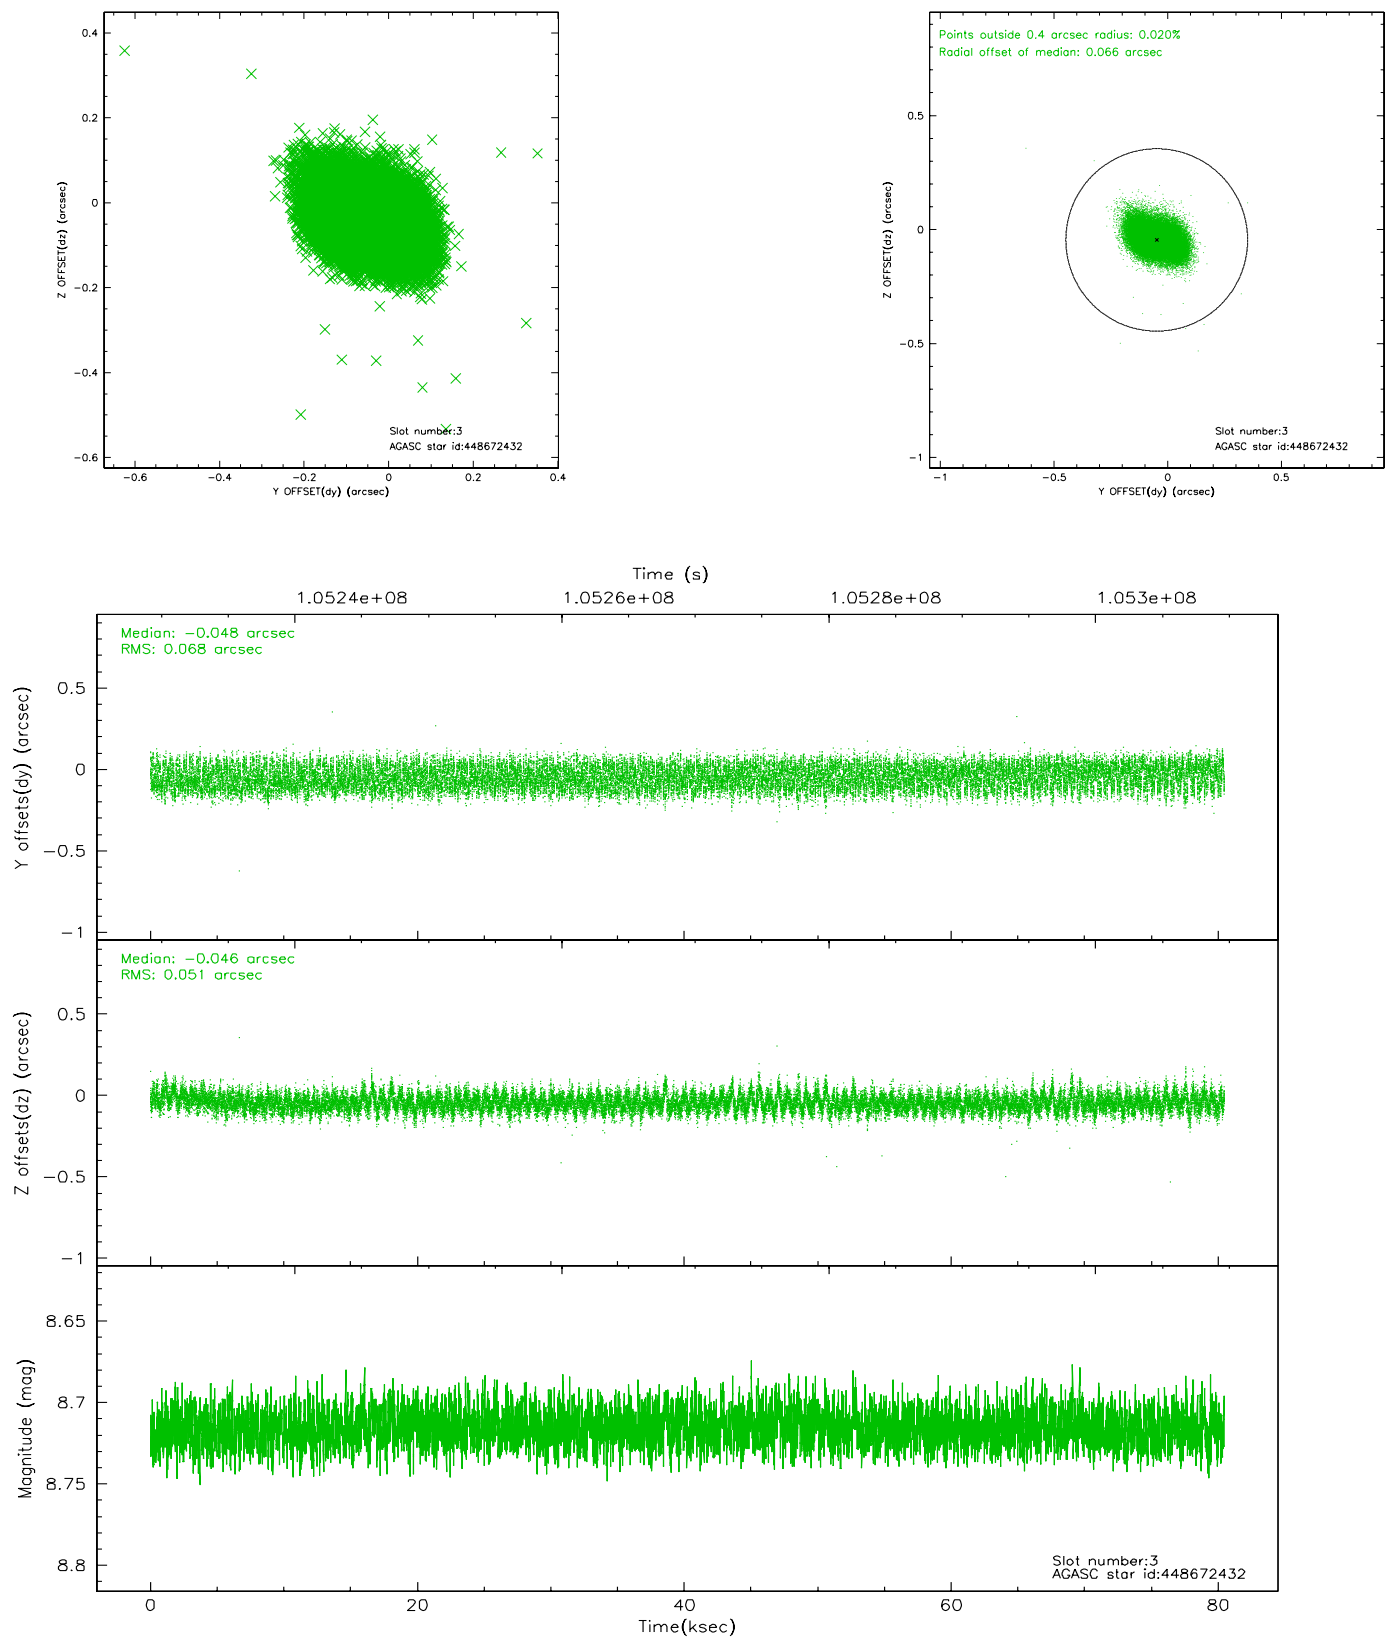 0.4
0.2
0
−0.2
−0.4
−0.6
Z OFFSET(dz) (arcsec)
Slot number:3
AGASC star id:448672432
−0.6 −0.4 −0.2 0 0.2 0.4
Y OFFSET(dy) (arcsec)
Points outside 0.4 arcsec radius: 0.020%
Radial offset of median: 0.066 arcsec
0.5
0
−0.5
−1
Z OFFSET(dz) (arcsec)
Slot number:3
AGASC star id:448672432
−1 −0.5 0 0.5
Y OFFSET(dy) (arcsec)
Time (s)
1.0524e+08 1.0526e+08 1.0528e+08 1.053e+08
Median: −0.048 arcsec
RMS: 0.068 arcsec
0.5
0
−0.5
−1
Y offsets(dy) (arcsec)
Median: −0.046 arcsec
RMS: 0.051 arcsec
0.5
0
−0.5
−1
Z offsets(dz) (arcsec)
8.65
8.7
8.75
8.8
Magnitude (mag)
Slot number:3
AGASC star id:448672432
0 20 40 60 80
Time(ksec)